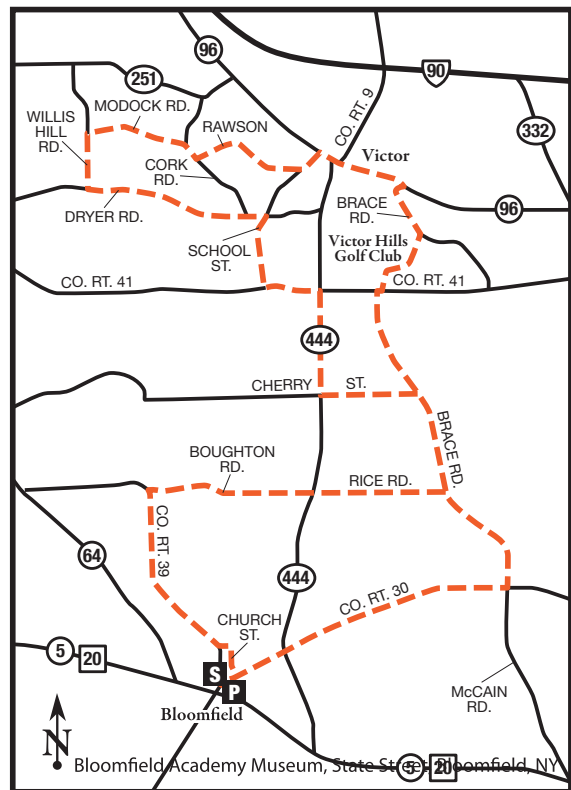 96
90
251
MODOCK RD.
WILLIS
HILL
RD.
RAWSON
CO. RT. 9
332
CORK
RD.
Victor
DRYER RD.
BRACE
RD.
96
SCHOOL
ST.
Victor Hills
Golf Club
CO. RT. 41
CO. RT. 41
444
CHERRY
ST.
BRACE RD.
BOUGHTON
RD.
RICE RD.
CO. RT. 39
64
444
CO. RT. 30
CHURCH
ST.
5
20
S
P
McCAIN
RD.
Bloomfield
N
Bloomfield Academy Museum, State Street, Bloomfield, NY
5
20